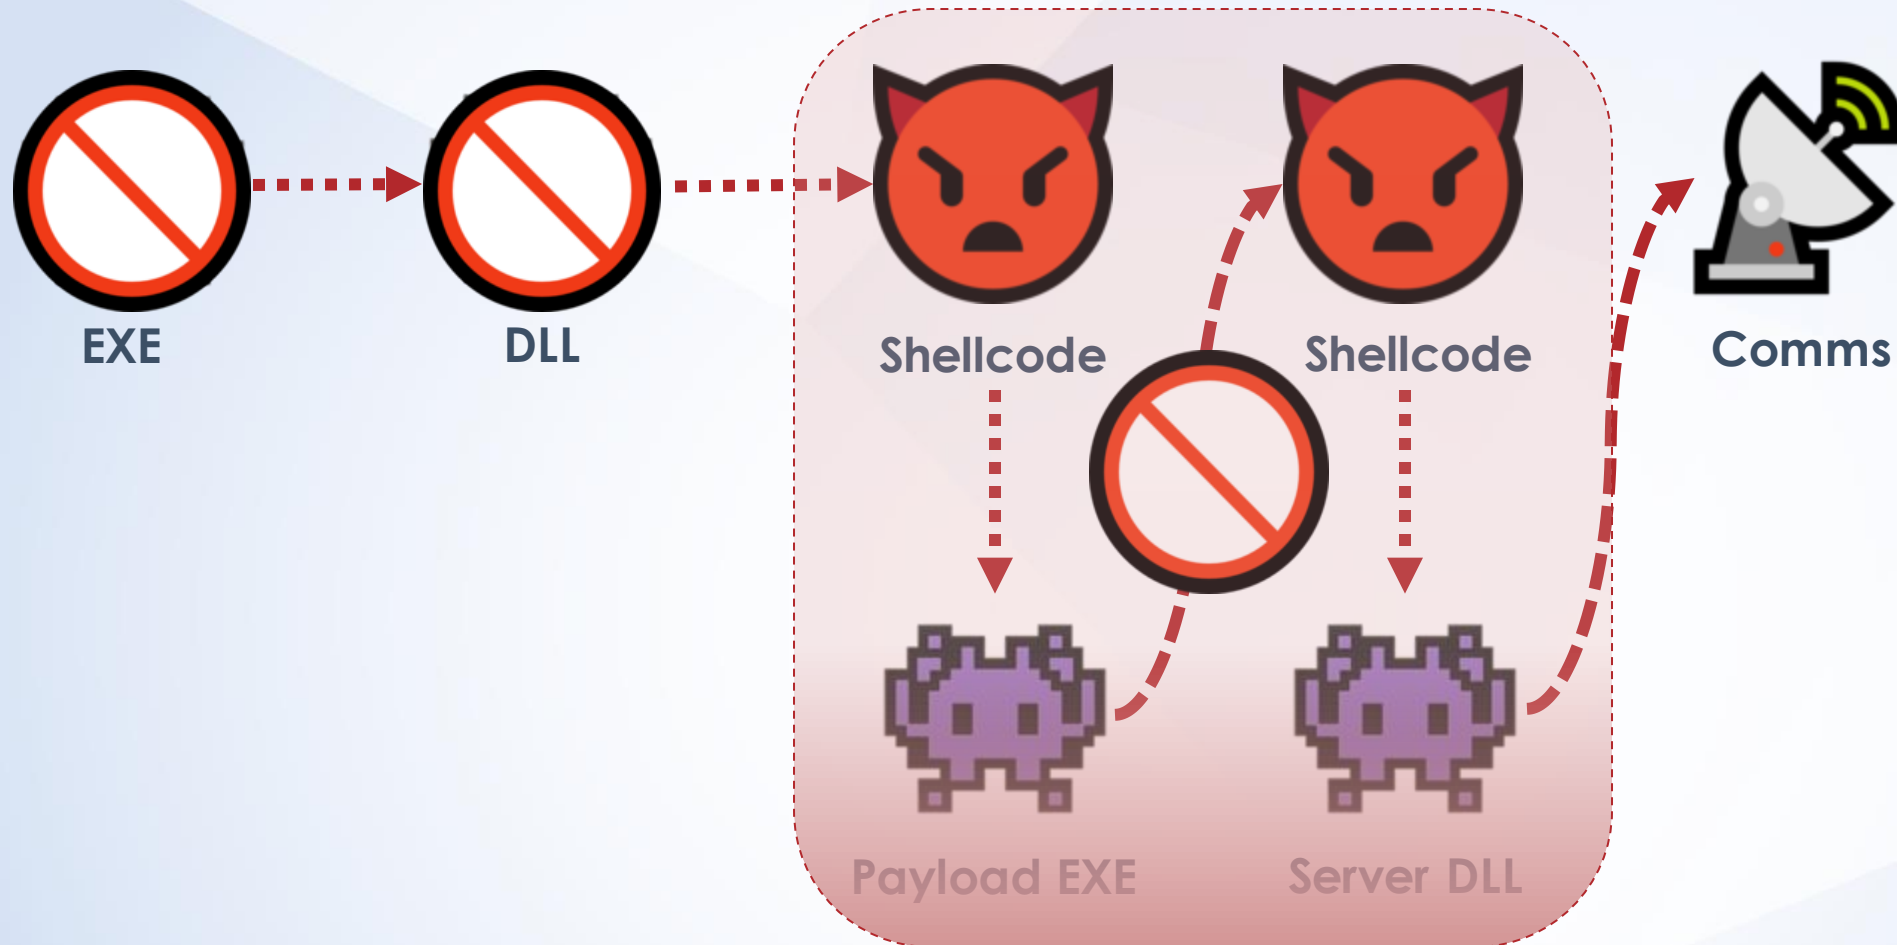 EXE
DLL
Shellcode
Shellcode
Comms
Payload EXE
Server DLL